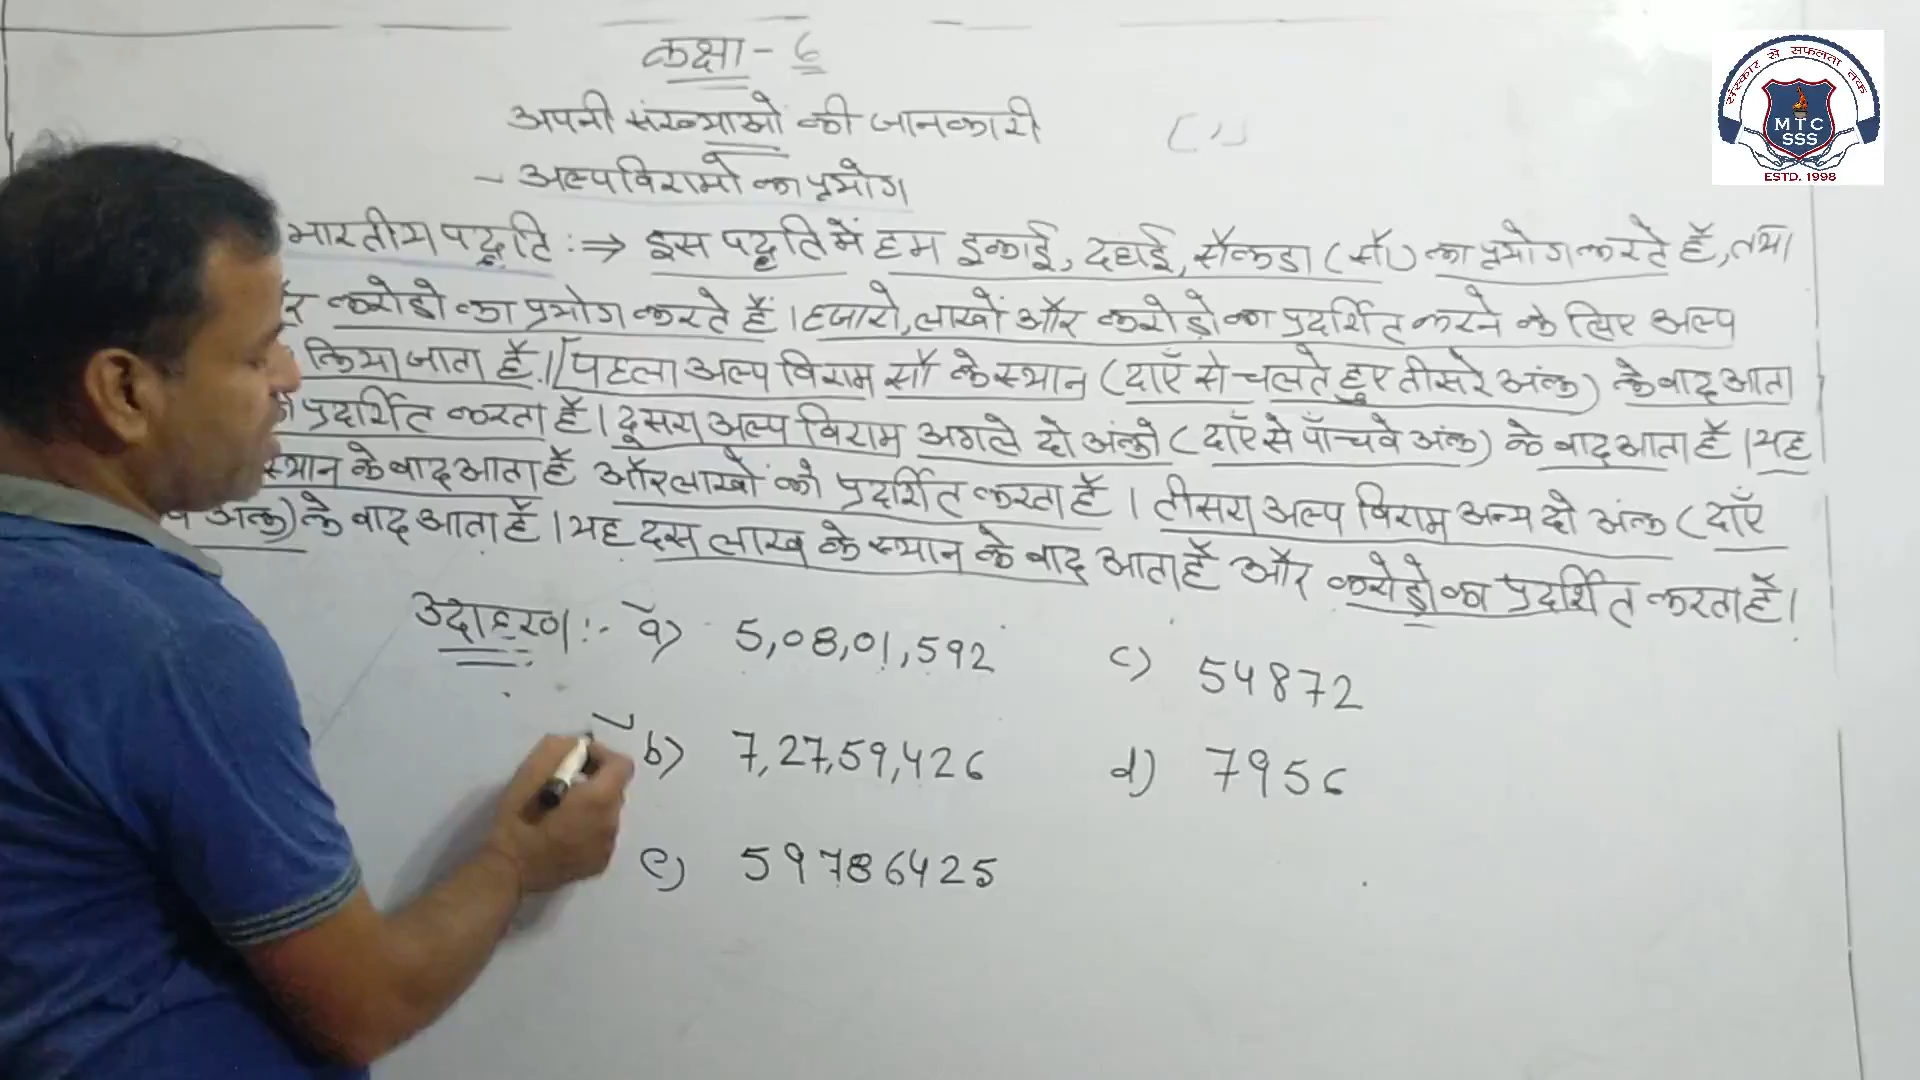 कक्षा - 6
अपनी संख्याओं की जानकारी
- अल्पविरामों का प्रयोग
भारतीय पद्धति :⇒ इस पद्धति में हम इकाई, दहाई, सैकडा (सौ) का प्रयोग करते हैं, तथा
करोडो का प्रयोग करते हैं। हजारो, लाखों और करोड़ो का प्रदर्शित करने के लिए अल्प
किया जाता है। [पहला अल्प विराम सौ के स्थान (दाएँ से चलते हुए तीसरे अंक) के बाद आता
प्रदर्शित करता है। दूसरा अल्प विराम अगले दो अंको (दाएँ से पाँचवे अंक) के बाद आता है। यह
स्थान के बाद आता है और लाखों को प्रदर्शित करता है। तीसरा अल्प विराम अन्य दो अंक (दाएँ
अंक) के बाद आता है। यह दस लाख के स्थान के बाद आता है और करोड़ो का प्रदर्शित करता है।
उदाहरण :- a) 5,08,01,592 c) 54872
b) 7,27,59,426 d) 7956
e) 59786425
संस्कार से सफलता तक
MTC
SSS
ESTD. 1998